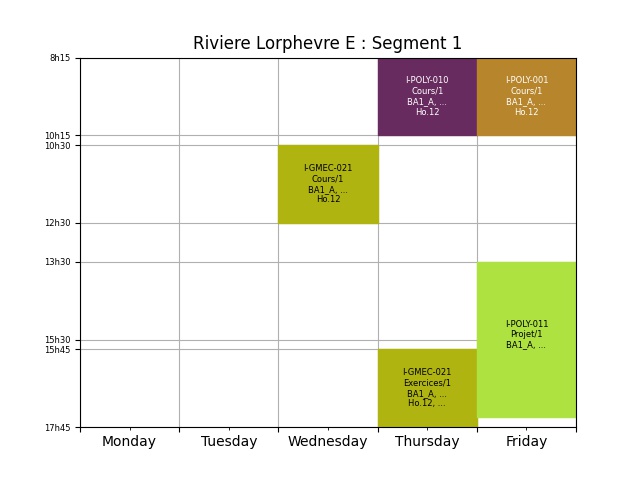 Riviere Lorphevre E : Segment 1
8h15
I-POLY-010
Cours/1
BA1_A, ...
Ho.12
I-POLY-001
Cours/1
BA1_A, ...
Ho.12
10h15
10h30
I-GMEC-021
Cours/1
BA1_A, ...
Ho.12
12h30
13h30
I-POLY-011
Projet/1
BA1_A, ...
15h30
15h45
I-GMEC-021
Exercices/1
BA1_A, ...
Ho.12, ...
17h45
Monday Tuesday Wednesday Thursday Friday